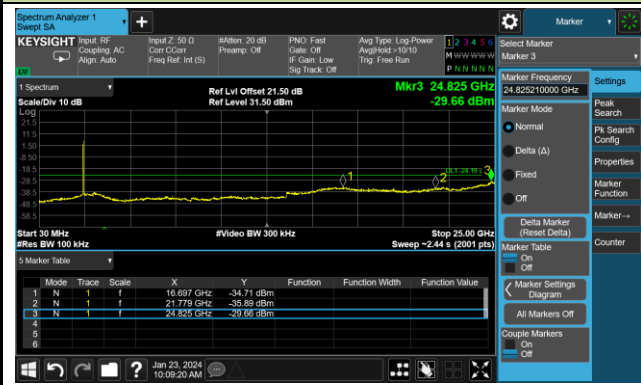 Spectrum Analyzer 1
Swept SA
Marker
KEYSIGHT
Input: RF
Coupling: AC
Align: Auto
Input Z: 50 Ω
Corr CCorr
Freq Ref: Int (S)
#Atten: 20 dB
Preamp: Off
PNO: Fast
Gate: Off
IF Gain: Low
Sig Track: Off
Avg Type: Log-Power
Avg|Hold:>10/10
Trig: Free Run
1 2 3 4 5 6
M W W W W W
P N N N N N
LXI
Select Marker
Marker 3
1 Spectrum
Scale/Div 10 dB
Log
Ref Lvl Offset 21.50 dB
Ref Level 31.50 dBm
Mkr3 24.825 GHz
-29.66 dBm
21.5
11.5
1.50
-8.50
-18.5
-28.5
-38.5
-48.5
-58.5
1
2
3
Start 30 MHz
#Res BW 100 kHz
#Video BW 300 kHz
Stop 25.00 GHz
Sweep ~2.44 s (2001 pts)
5 Marker Table
Mode Trace Scale X Y Function Function Width Function Value
1 N 1 f 16.697 GHz -34.71 dBm
2 N 1 f 21.779 GHz -35.89 dBm
3 N 1 f 24.825 GHz -29.66 dBm
4
5
6
Marker Frequency
24.825210000 GHz
Marker Mode
Normal
Delta (Δ)
Fixed
Off
Delta Marker
(Reset Delta)
Marker Table
On
Off
Marker Settings
Diagram
All Markers Off
Couple Markers
On
Off
Settings
Peak
Search
Pk Search
Config
Properties
Marker
Function
Marker→
Counter
Jan 23, 2024
10:09:20 AM